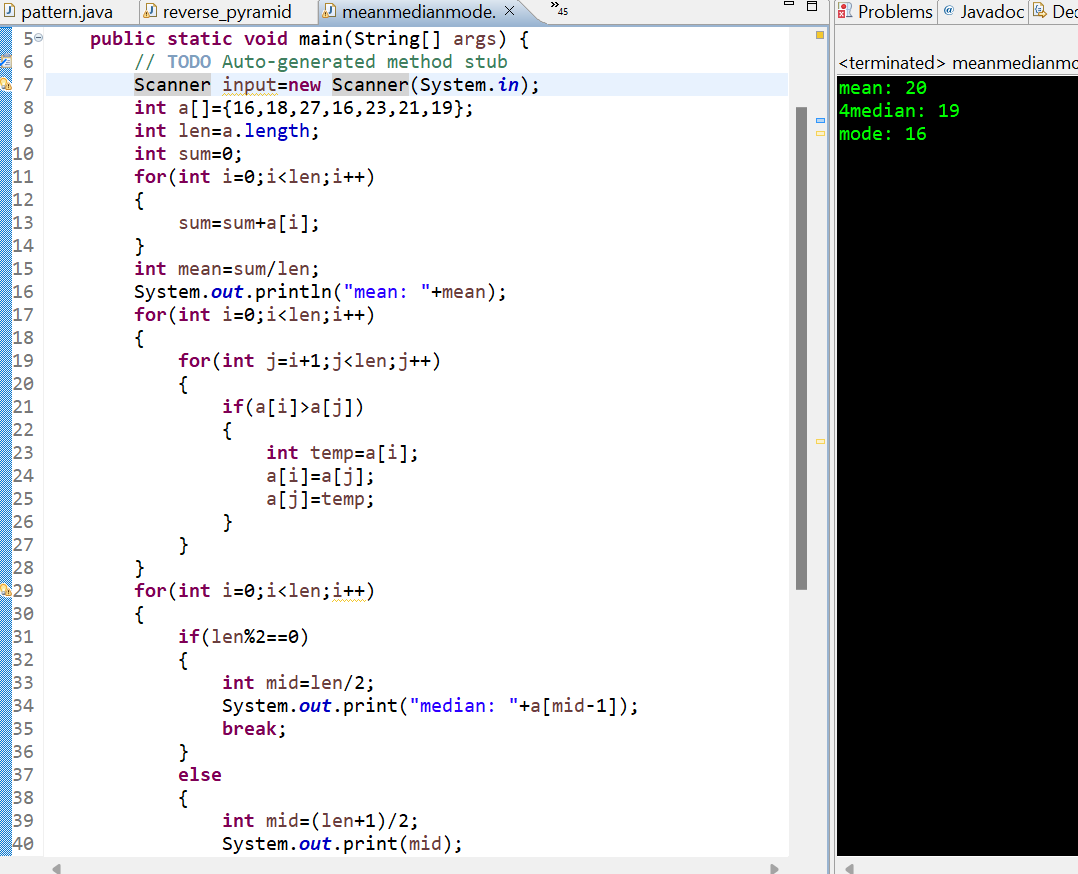 pattern.java reverse_pyramid meanmedianmode. 45
5 public static void main(String[] args) {
6 // TODO Auto-generated method stub
7 Scanner input=new Scanner(System.in);
8 int a[]={16,18,27,16,23,21,19};
9 int len=a.length;
10 int sum=0;
11 for(int i=0;i<len;i++)
12 {
13 sum=sum+a[i];
14 }
15 int mean=sum/len;
16 System.out.println("mean: "+mean);
17 for(int i=0;i<len;i++)
18 {
19 for(int j=i+1;j<len;j++)
20 {
21 if(a[i]>a[j])
22 {
23 int temp=a[i];
24 a[i]=a[j];
25 a[j]=temp;
26 }
27 }
28 }
29 for(int i=0;i<len;i++)
30 {
31 if(len%2==0)
32 {
33 int mid=len/2;
34 System.out.print("median: "+a[mid-1]);
35 break;
36 }
37 else
38 {
39 int mid=(len+1)/2;
40 System.out.print(mid);
Problems @ Javadoc Dec
<terminated> meanmedianmo
mean: 20
4median: 19
mode: 16